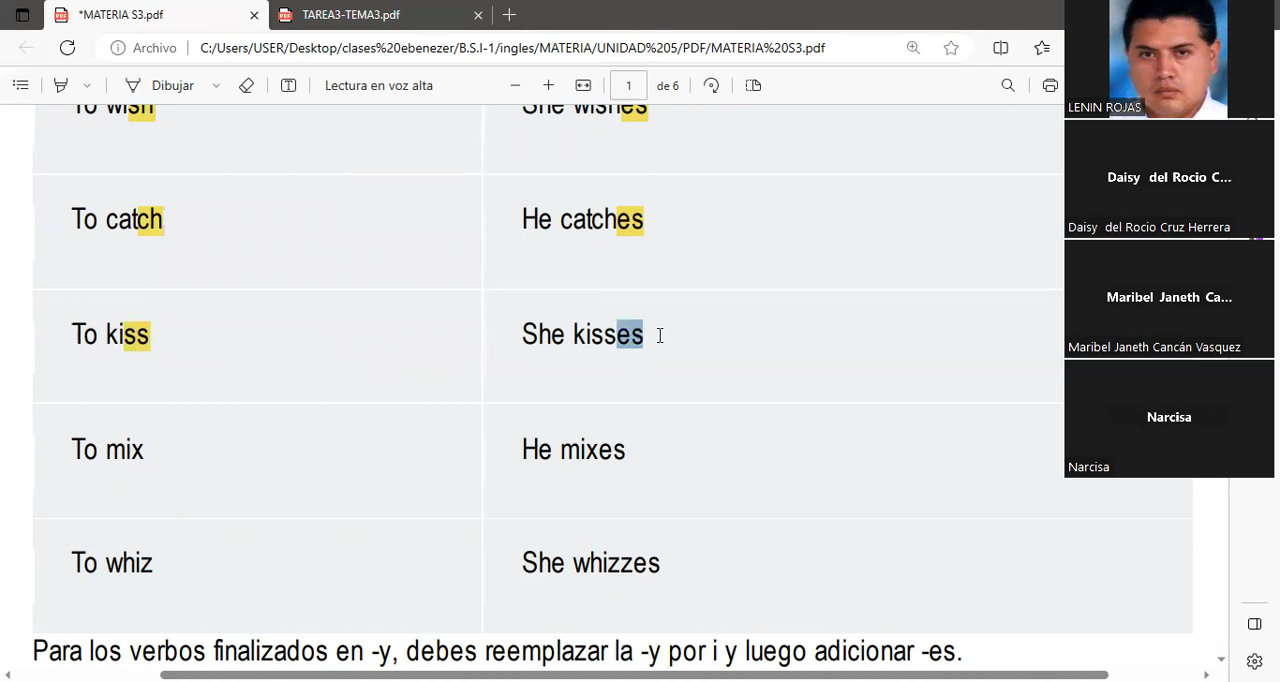 *MATERIA S3.pdf
TAREA3-TEMA3.pdf
Archivo
C:/Users/USER/Desktop/clases%20ebenezer/B.S.I-1/ingles/MATERIA/UNIDAD%205/PDF/MATERIA%20S3.pdf
Dibujar
Lectura en voz alta
1
de 6
LENIN ROJAS
To wish
She wishes
Daisy del Rocio C...
Daisy del Rocio Cruz Herrera
To catch
He catches
Maribel Janeth Ca...
Maribel Janeth Cancán Vasquez
To kiss
She kisses
Narcisa
Narcisa
To mix
He mixes
To whiz
She whizzes
Para los verbos finalizados en -y, debes reemplazar la -y por i y luego adicionar -es.